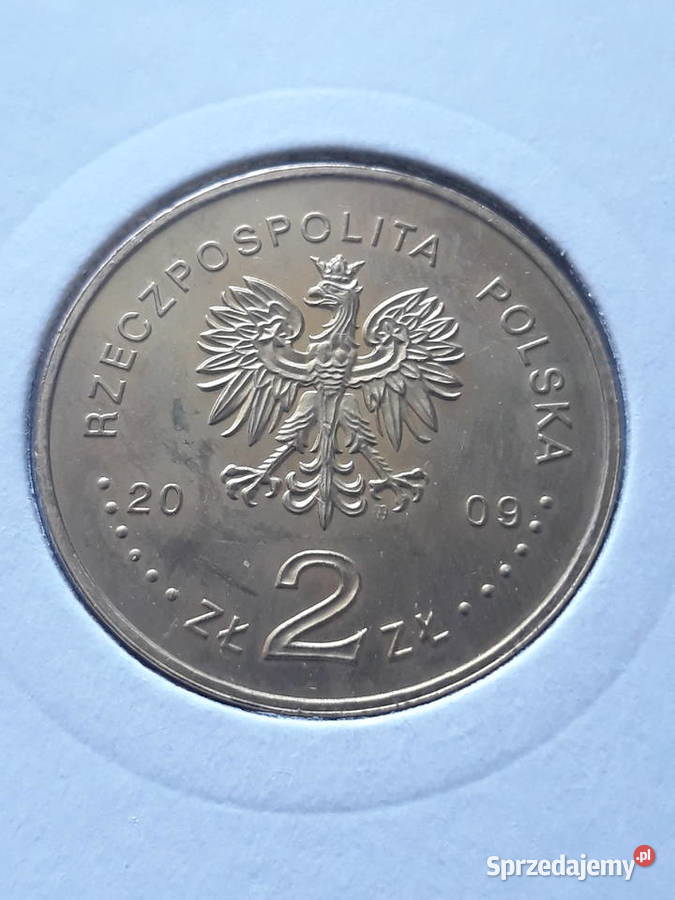 RZECZPOSPOLITA POLSKA
20 09
ZŁ 2 ZŁ
Sprzedajemy.pl